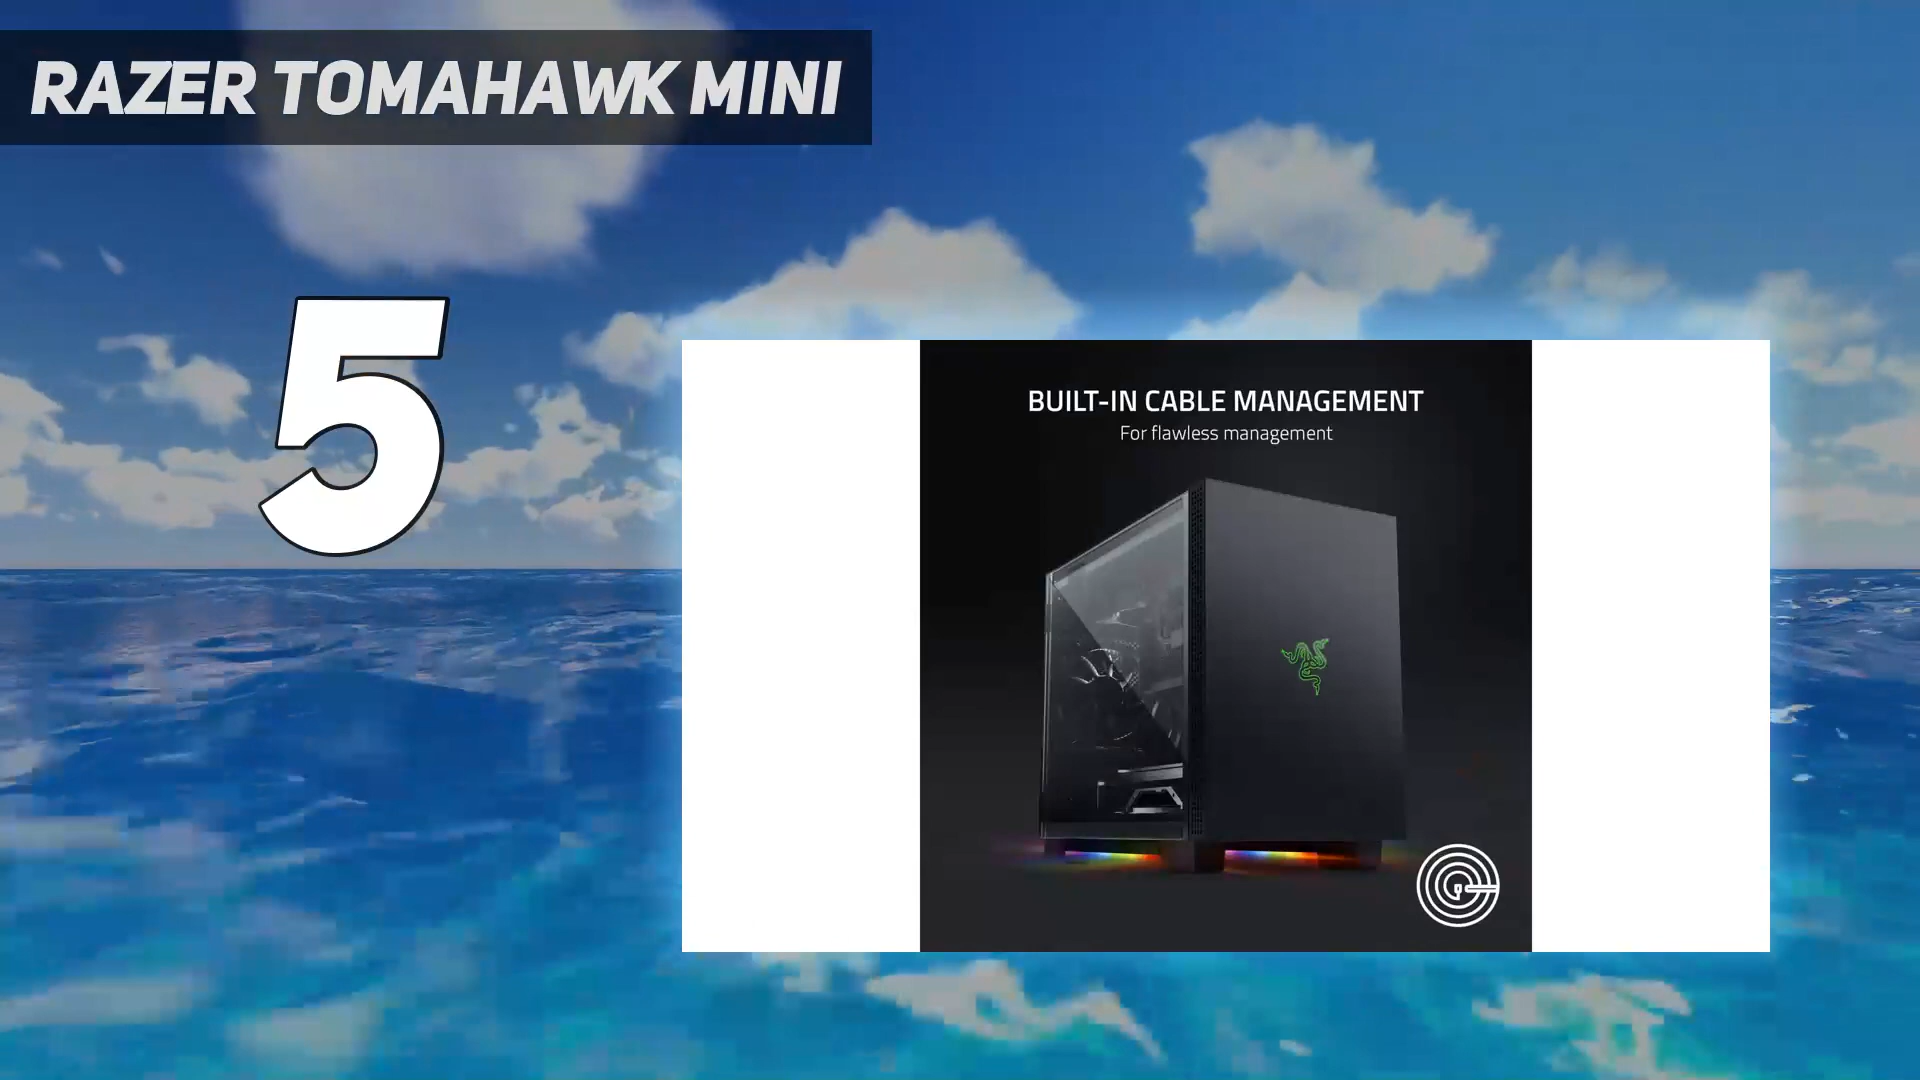 RAZER TOMAHAWK MINI
5
BUILT-IN CABLE MANAGEMENT
For flawless management